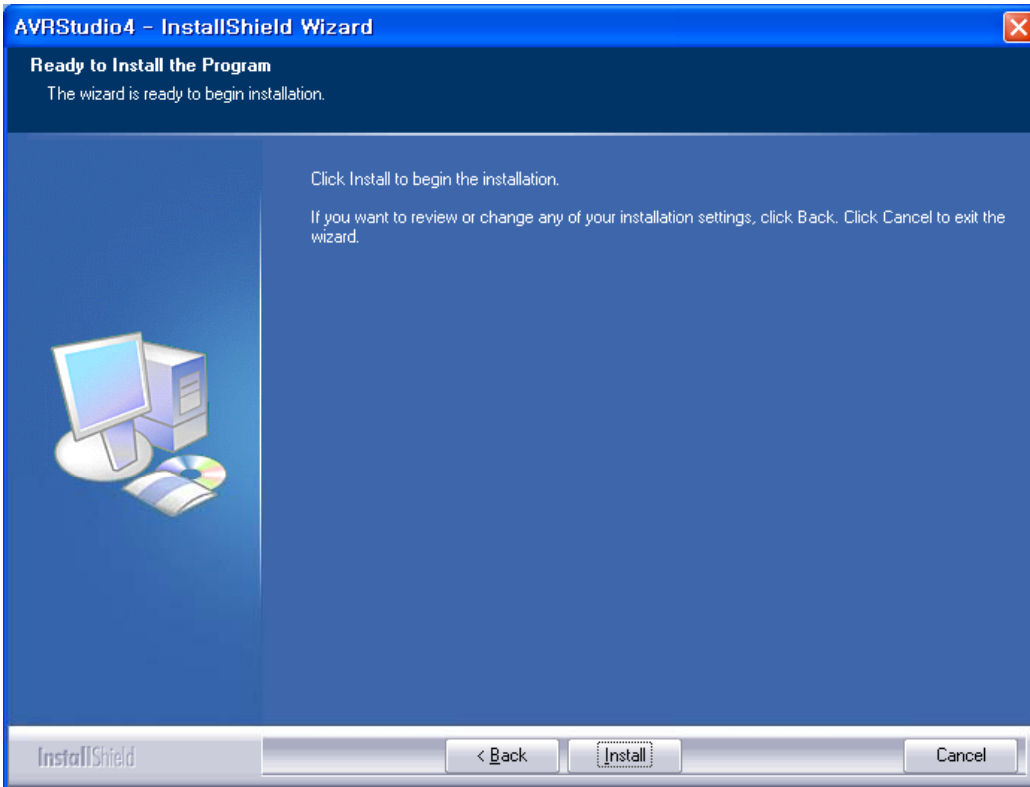 AVRStudio4 - InstallShield Wizard
Ready to Install the Program
The wizard is ready to begin installation.
Click Install to begin the installation.
If you want to review or change any of your installation settings, click Back. Click Cancel to exit the
wizard.
InstallShield
< Back
Install
Cancel